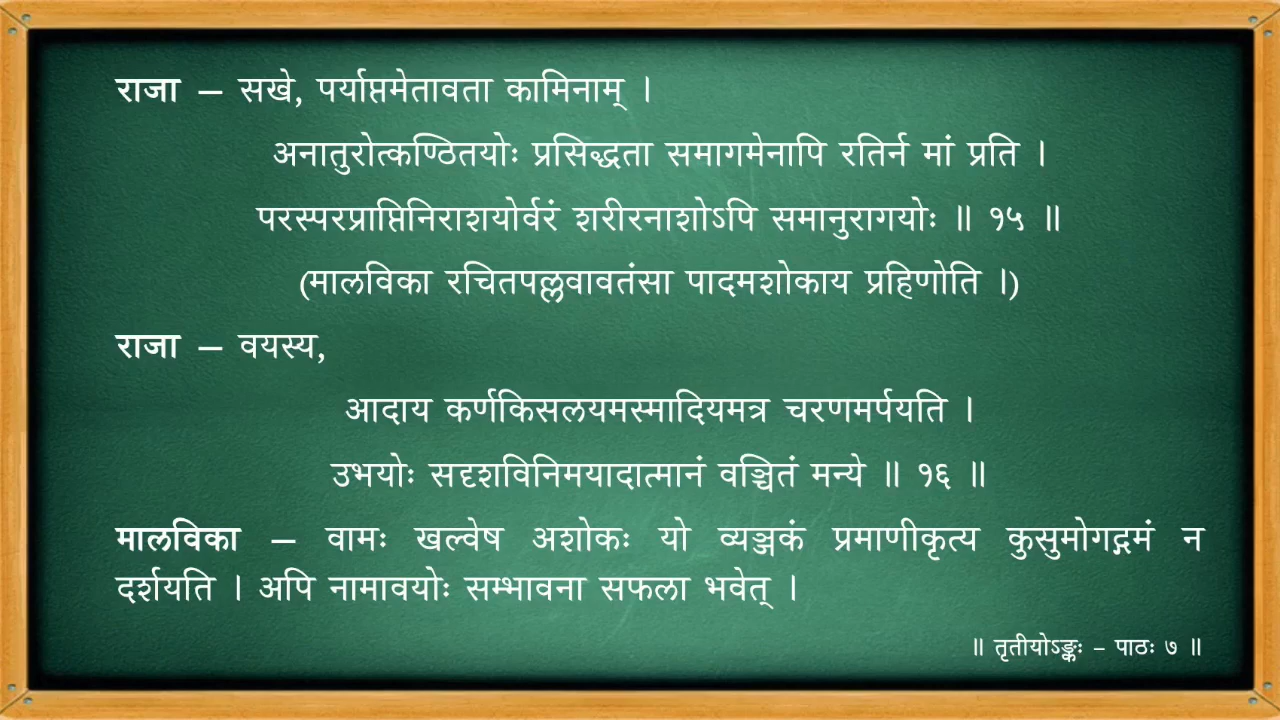 राजा – सखे, पर्याप्तमेतावता कामिनाम् ।
अनातुरोत्कण्ठितयोः प्रसिद्धता समागमेनापि रतिर्न मां प्रति ।
परस्परप्राप्तिनिराशयोर्वरं शरीरनाशोऽपि समानुरागयोः ॥ १५ ॥
(मालविका रचितपल्लवावतंसा पादमशोकाय प्रहिणोति ।)
राजा – वयस्य,
आदाय कर्णकिसलयमस्मादियमत्र चरणमर्पयति ।
उभयोः सदृशविनिमयादात्मानं वञ्चितं मन्ये ॥ १६ ॥
मालविका – वामः खल्वेष अशोकः यो व्यञ्जकं प्रमाणीकृत्य कुसुमोगद्गमं न
दर्शयति । अपि नामावयोः सम्भावना सफला भवेत् ।
॥ तृतीयोऽङ्कः – पाठः ७ ॥